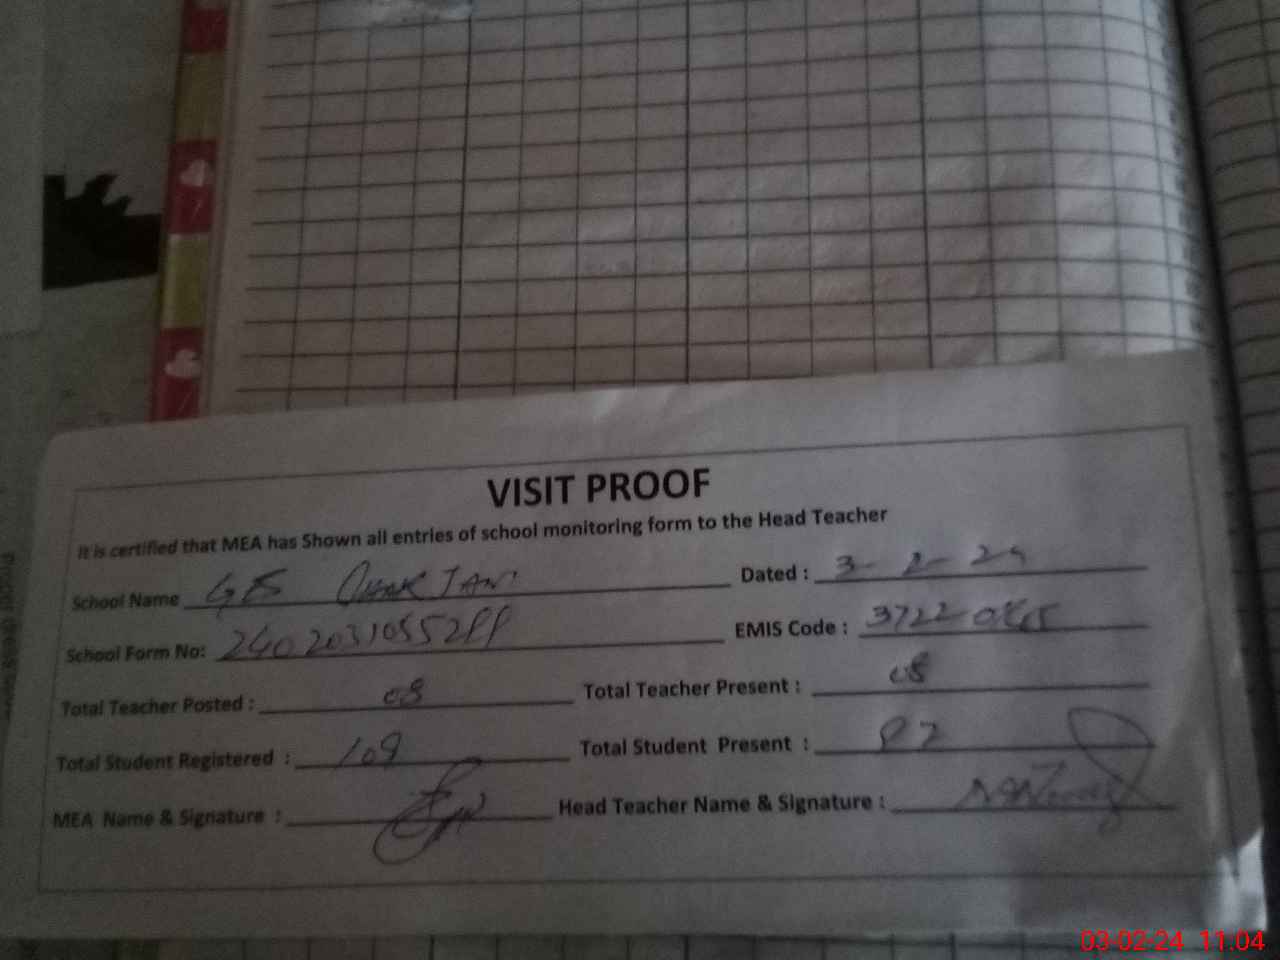 VISIT PROOF
It is certified that MEA has Shown all entries of school monitoring form to the Head Teacher
School Name GES Dated : 3-2-24
School Form No: 24020310552PP EMIS Code :
Total Teacher Posted : 08 Total Teacher Present : 08
Total Student Registered : 109 Total Student Present :
MEA Name & Signature : Head Teacher Name & Signature :
03-02-24 11.04